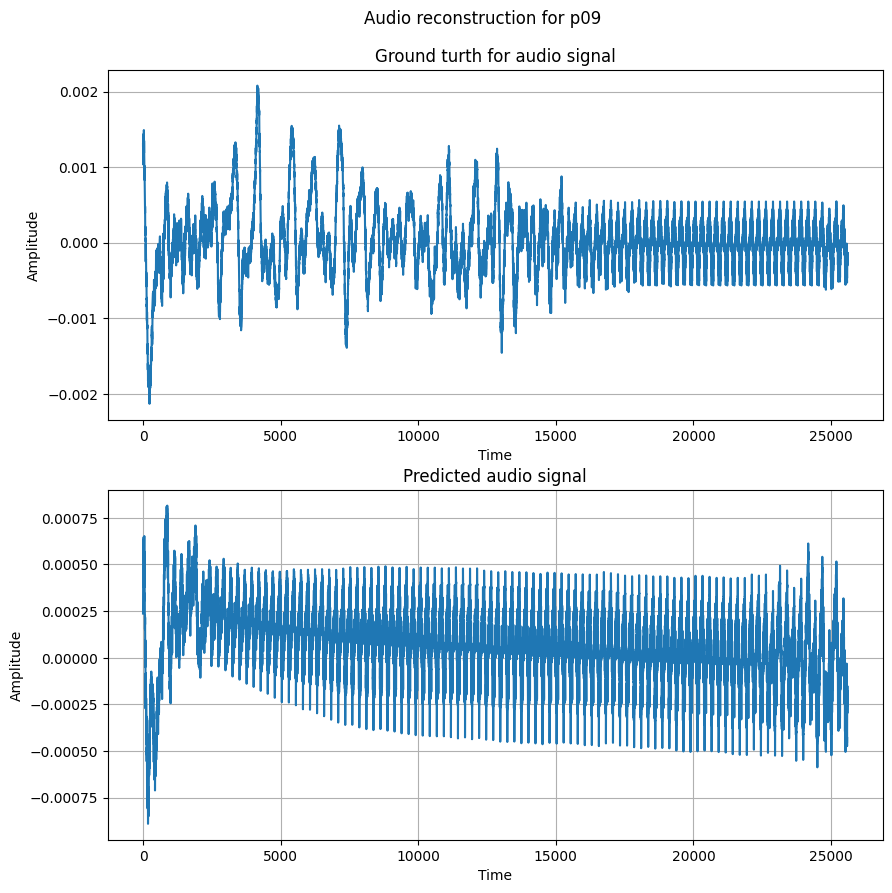 Audio reconstruction for p09
Ground turth for audio signal
0.002
0.001
0.000
−0.001
−0.002
Amplitude
0 5000 10000 15000 20000 25000
Time
Predicted audio signal
0.00075
0.00050
0.00025
0.00000
−0.00025
−0.00050
−0.00075
Amplitude
0 5000 10000 15000 20000 25000
Time